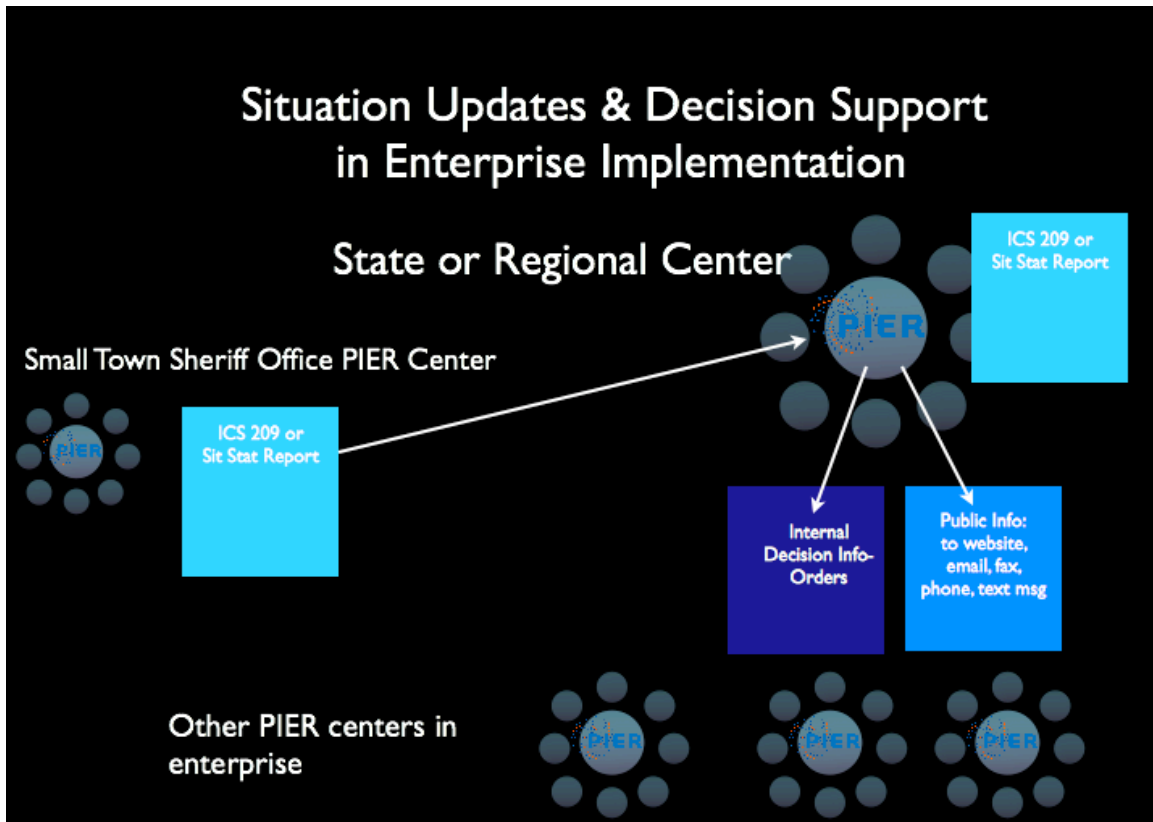 Situation Updates & Decision Support
in Enterprise Implementation
State or Regional Center
ICS 209 or
Sit Stat Report
PIER
Small Town Sheriff Office PIER Center
PIER
ICS 209 or
Sit Stat Report
Internal
Decision Info-
Orders
Public Info:
to website,
email, fax,
phone, text msg
Other PIER centers in
enterprise
PIER
PIER
PIER